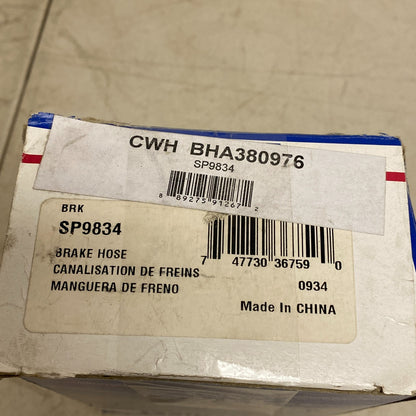 CWH BHA380976
SP9834
8 89275 91267 2
BRK
SP9834
7 47730 36759 0
BRAKE HOSE
CANALISATION DE FREINS
MANGUERA DE FRENO
0934
Made In CHINA